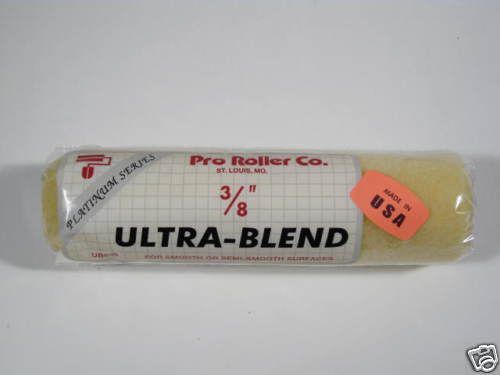 PLATINUM SERIES
Pro Roller Co.
ST. LOUIS, MO.
3/8"
MADE IN
USA
ULTRA-BLEND
FOR SMOOTH OR SEMI-SMOOTH SURFACES